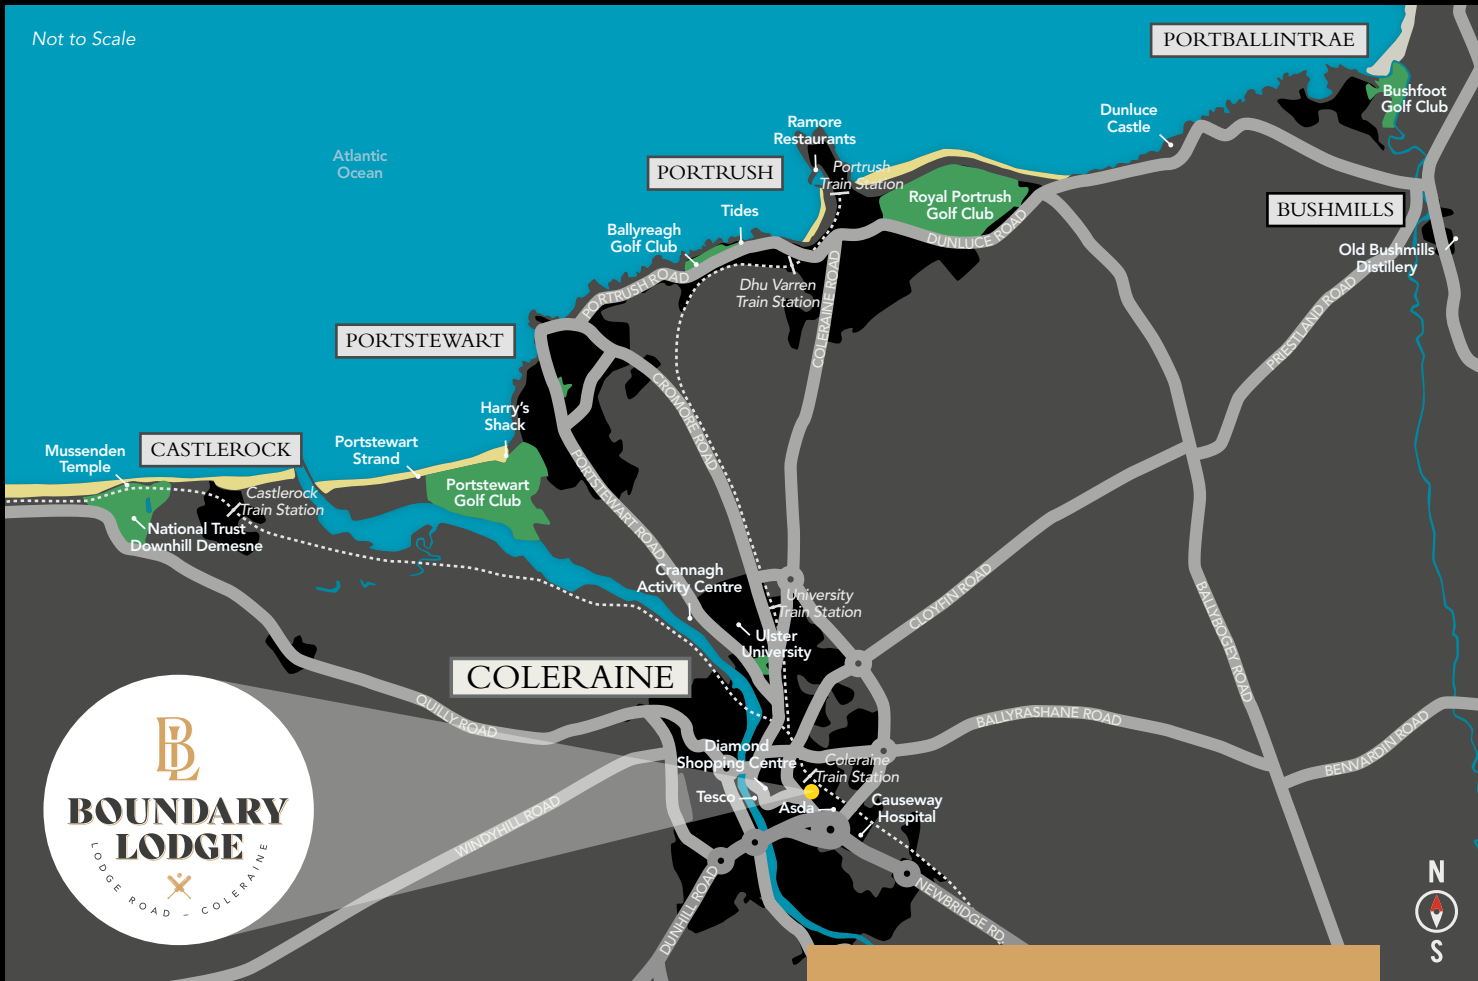 Not to Scale
PORTBALLINTRAE
Bushfoot
Golf Club
Dunluce
Castle
Ramore
Restaurants
Atlantic
Ocean
PORTRUSH
Portrush
Train Station
Royal Portrush
Golf Club
BUSHMILLS
Tides
Ballyreagh
Golf Club
DUNLUCE ROAD
Old Bushmills
Distillery
PORTRUSH ROAD
Dhu Varren
Train Station
COLERAINE ROAD
PRIESTLAND ROAD
PORTSTEWART
CROMORE ROAD
Harry's
Shack
Mussenden
Temple
CASTLEROCK
Portstewart
Strand
Portstewart
Golf Club
Castlerock
Train Station
PORTSTEWART ROAD
National Trust
Downhill Demesne
Crannagh
Activity Centre
University
Train Station
CLOYFIN ROAD
BALLYBOGEY ROAD
Ulster
University
COLERAINE
QUILLY ROAD
BALLYRASHANE ROAD
BENVARDIN ROAD
Diamond
Shopping Centre
Coleraine
Train Station
Tesco
Asda
Causeway
Hospital
WINDYHILL ROAD
BL
BOUNDARY
LODGE
LODGE ROAD – COLERAINE
DUNHILL ROAD
NEWBRIDGE RD.
N
S